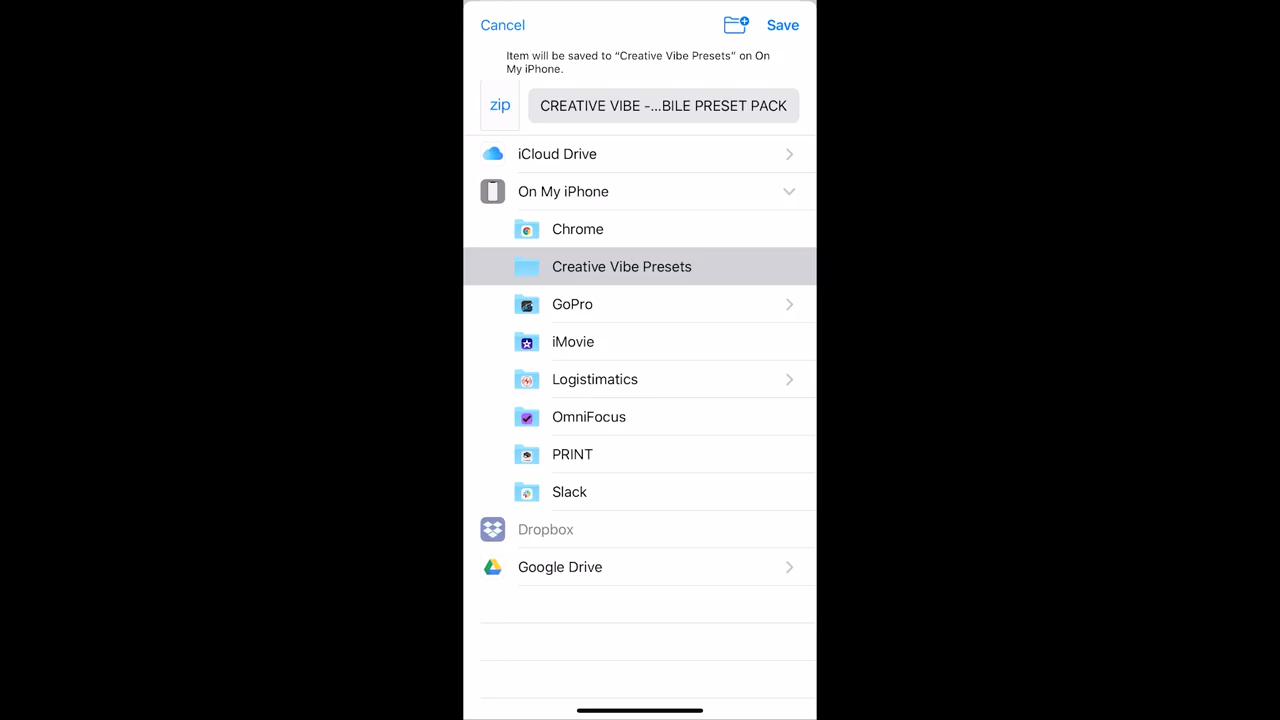 Cancel
Save
Item will be saved to “Creative Vibe Presets” on On
My iPhone.
zip
CREATIVE VIBE -...BILE PRESET PACK
iCloud Drive
On My iPhone
Chrome
Creative Vibe Presets
GoPro
iMovie
Logistimatics
OmniFocus
PRINT
Slack
Dropbox
Google Drive